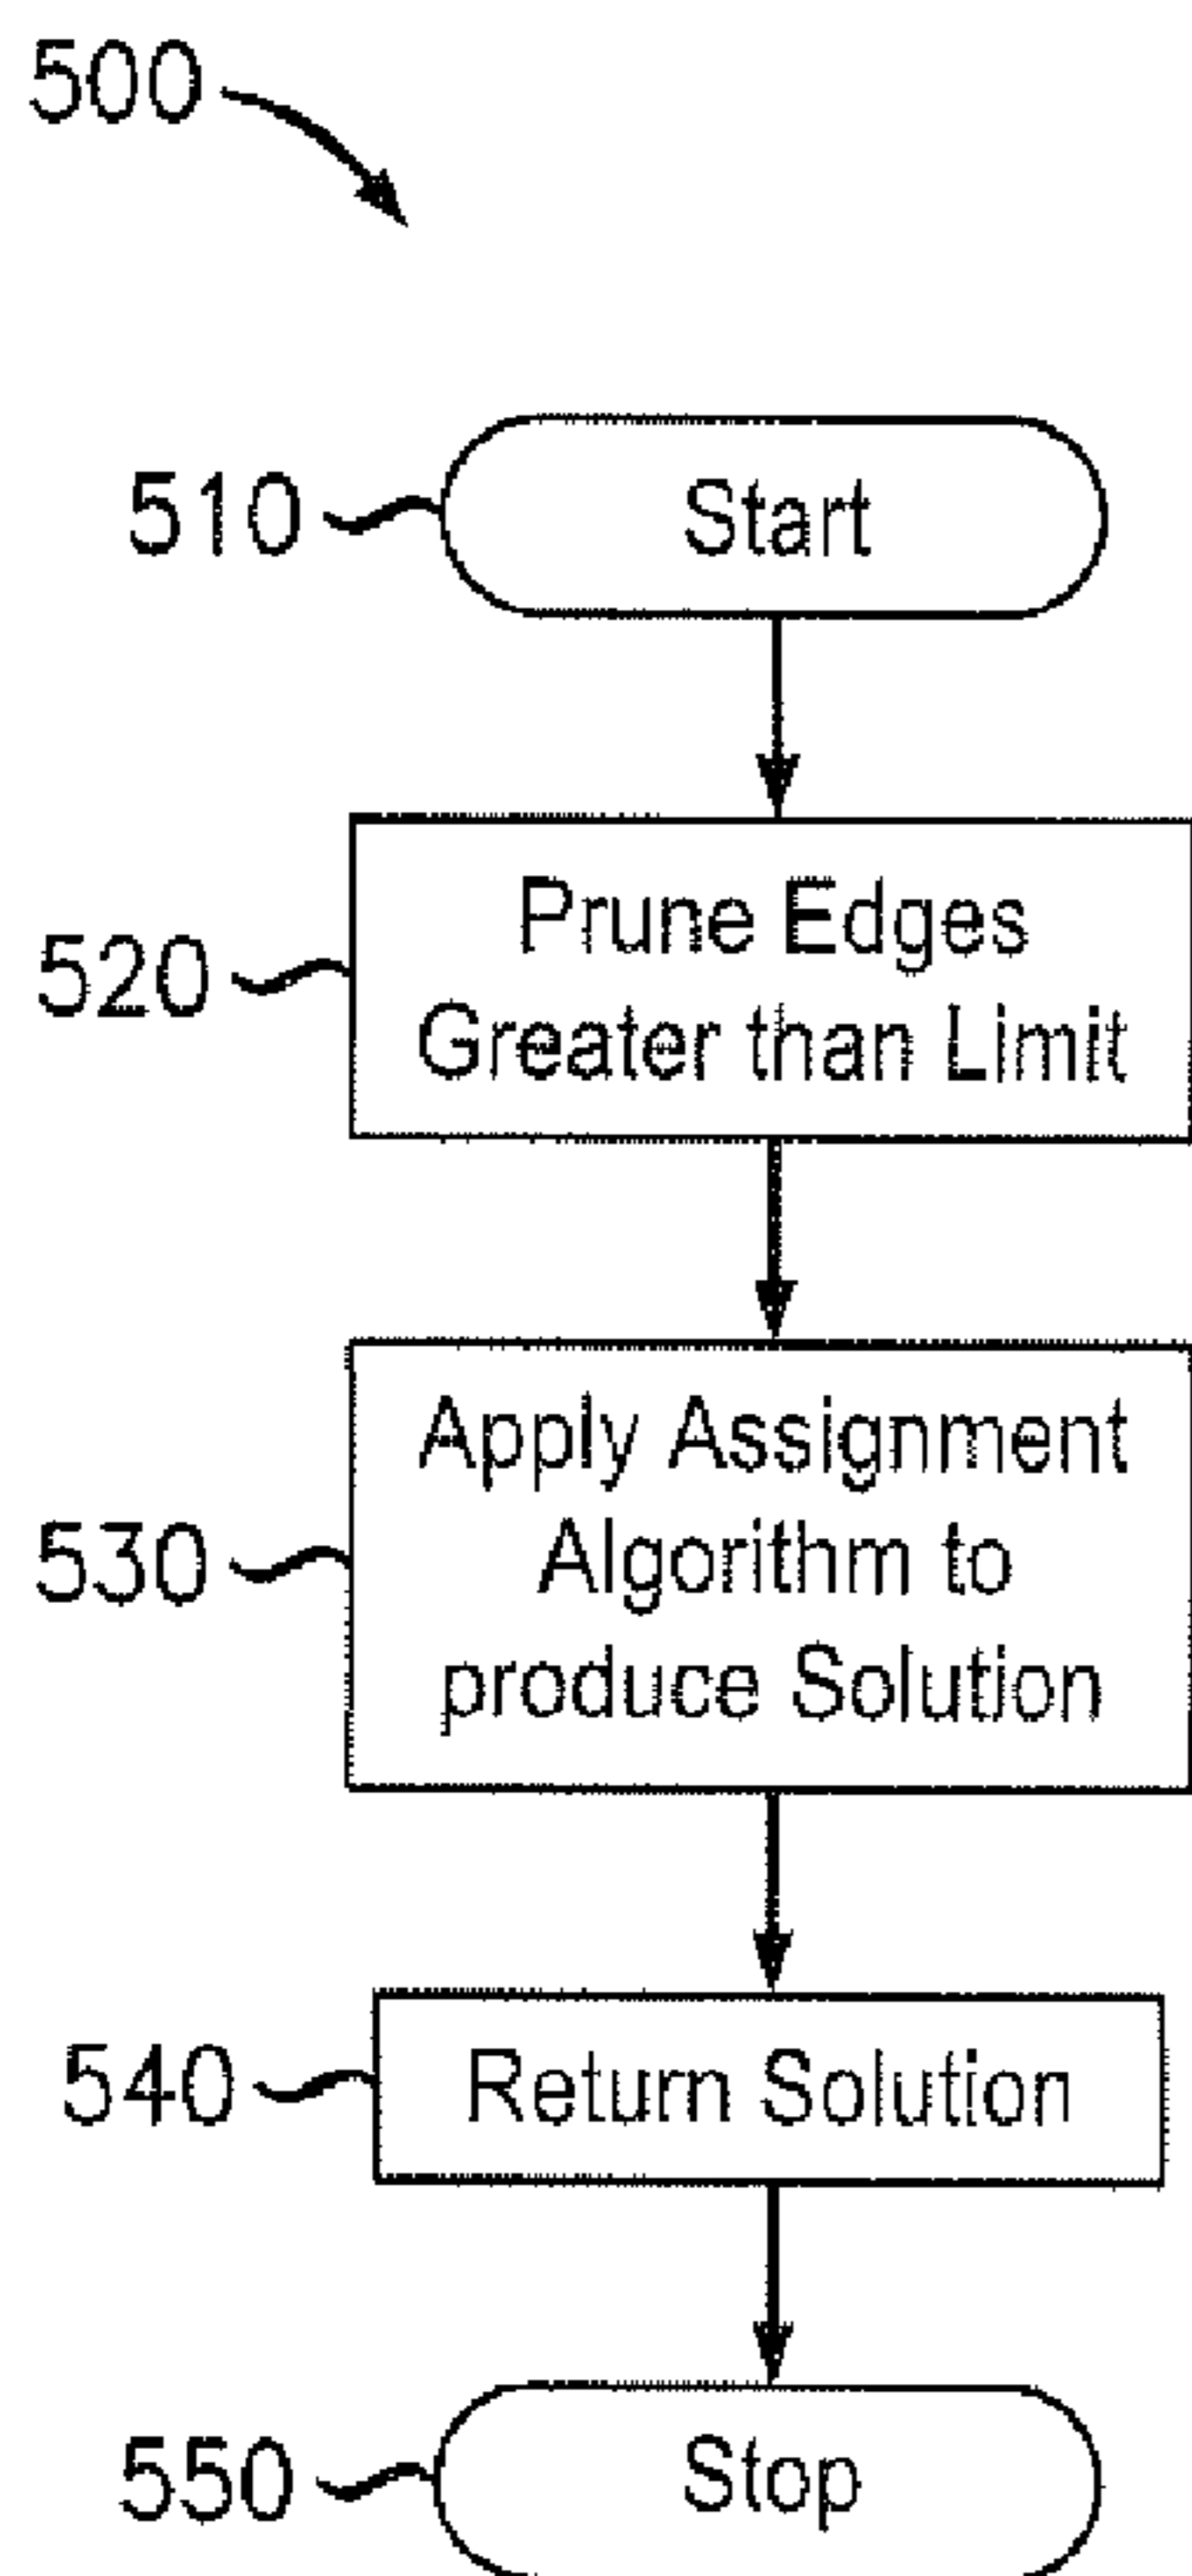 500
510
Start
520
Prune Edges
Greater than Limit
530
Apply Assignment
Algorithm to
produce Solution
540
Return Solution
550
Stop